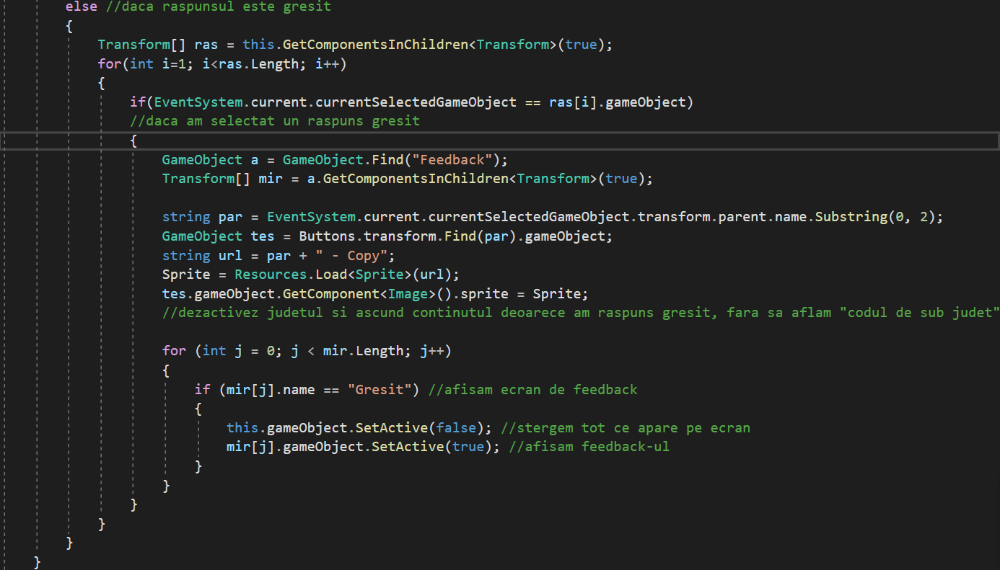 else //daca raspunsul este gresit
{
Transform[] ras = this.GetComponentsInChildren<Transform>(true);
for(int i=1; i<ras.Length; i++)
{
if(EventSystem.current.currentSelectedGameObject == ras[i].gameObject)
//daca am selectat un raspuns gresit
{
GameObject a = GameObject.Find("Feedback");
Transform[] mir = a.GetComponentsInChildren<Transform>(true);
string par = EventSystem.current.currentSelectedGameObject.transform.parent.name.Substring(0, 2);
GameObject tes = Buttons.transform.Find(par).gameObject;
string url = par + " - Copy";
Sprite = Resources.Load<Sprite>(url);
tes.gameObject.GetComponent<Image>().sprite = Sprite;
//dezactivez judetul si ascund continutul deoarece am raspuns gresit, fara sa aflam "codul de sub judet"
for (int j = 0; j < mir.Length; j++)
{
if (mir[j].name == "Gresit") //afisam ecran de feedback
{
this.gameObject.SetActive(false); //stergem tot ce apare pe ecran
mir[j].gameObject.SetActive(true); //afisam feedback-ul
}
}
}
}
}
}